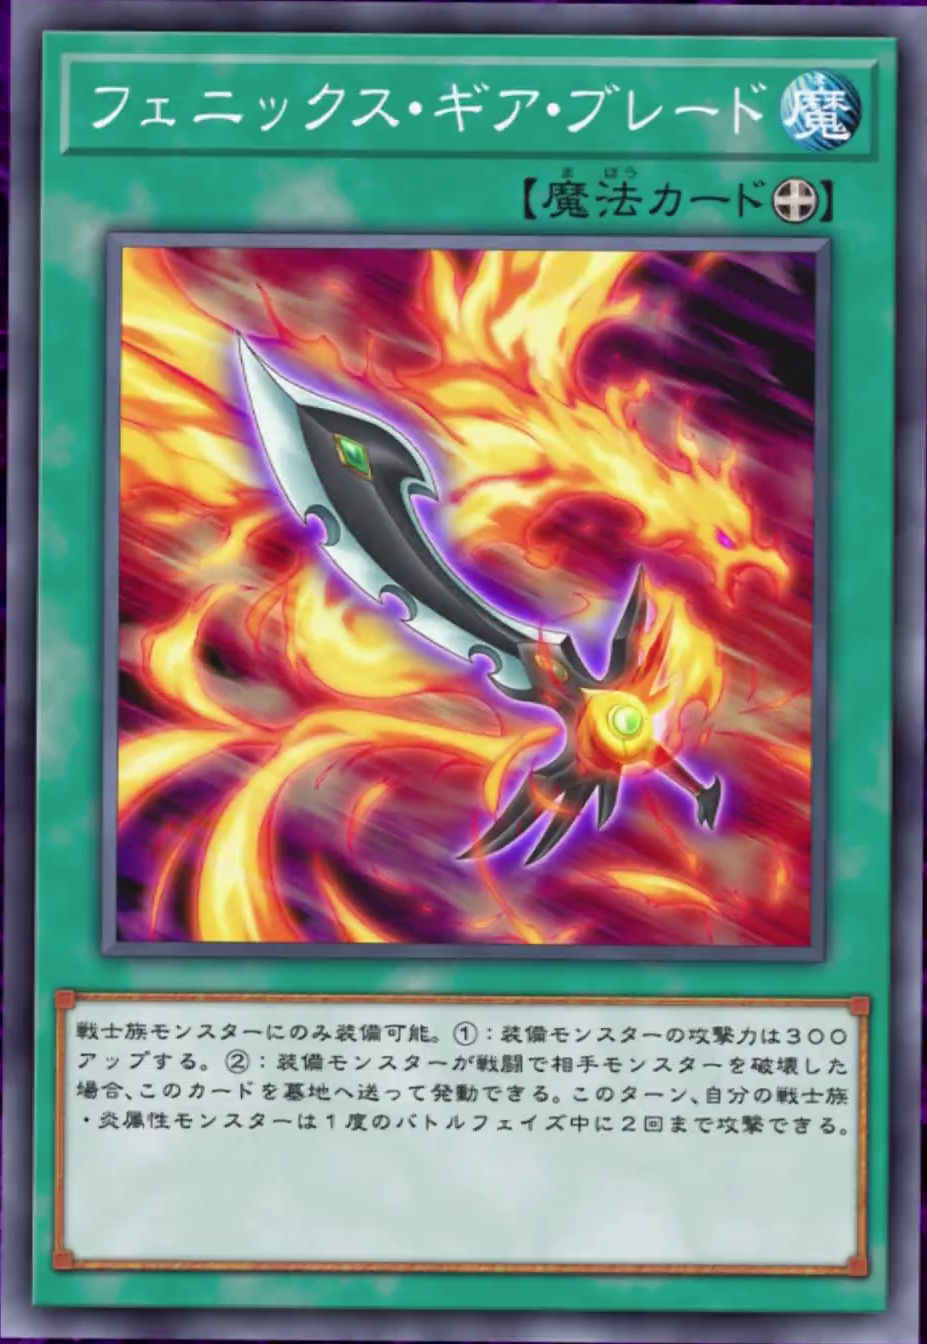 フェニックス・ギア・ブレード 魔
【魔法カード】
戦士族モンスターにのみ装備可能。①：装備モンスターの攻撃力は３００
アップする。②：装備モンスターが戦闘で相手モンスターを破壊した
場合、このカードを墓地へ送って発動できる。このターン、自分の戦士族
・炎属性モンスターは１度のバトルフェイズ中に２回まで攻撃できる。